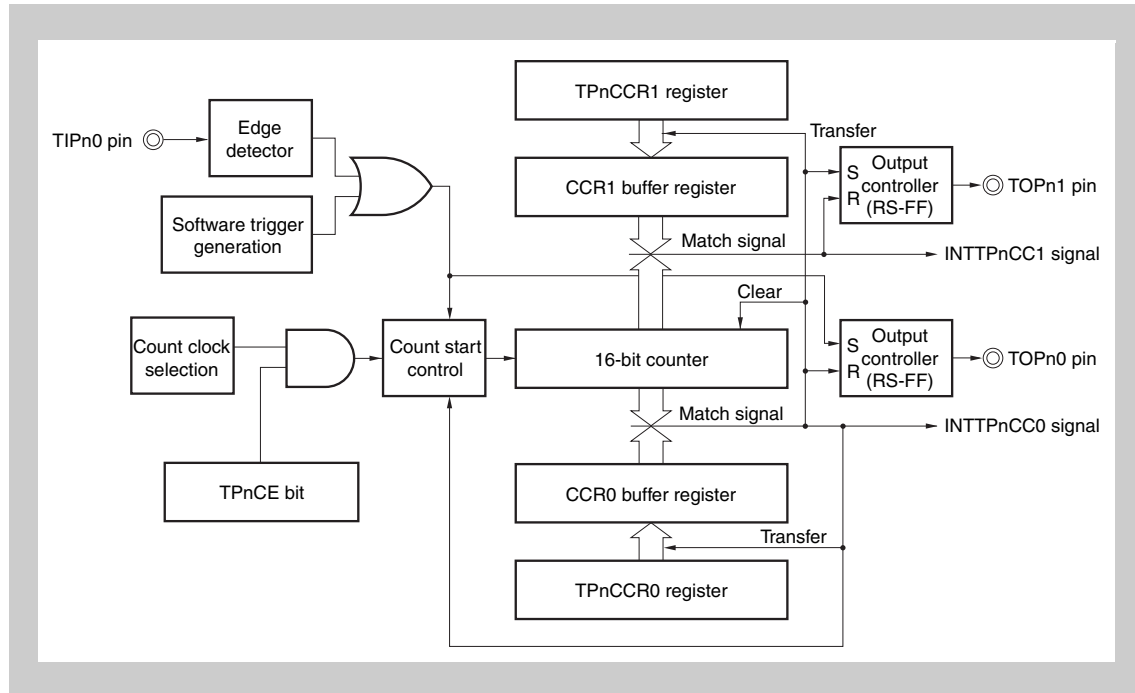 TPnCCR1 register
TIPn0 pin
Edge
detector
Transfer
CCR1 buffer register
S
R
Output
controller
(RS-FF)
TOPn1 pin
Software trigger
generation
Match signal
INTTPnCC1 signal
Clear
Count clock
selection
Count start
control
16-bit counter
S
R
Output
controller
(RS-FF)
TOPn0 pin
Match signal
INTTPnCC0 signal
TPnCE bit
CCR0 buffer register
Transfer
TPnCCR0 register